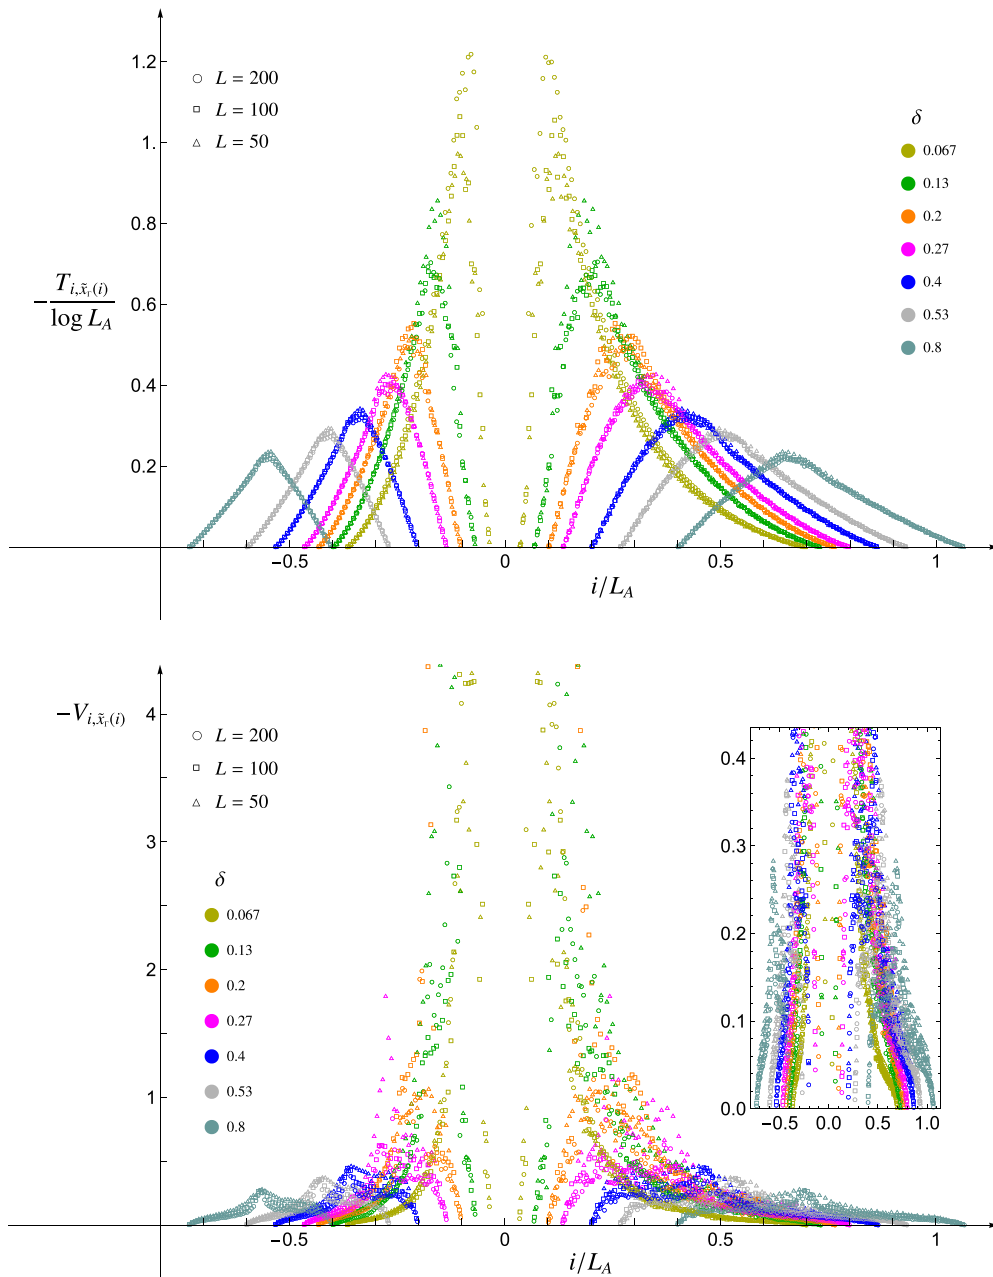 1.2
1.
0.8
0.6
0.4
0.2
○ L = 200
□ L = 100
△ L = 50
δ
0.067
0.13
0.2
0.27
0.4
0.53
0.8
−T_{i,x̃_r(i)} / log L_A
−0.5 0 0.5 1
i/L_A
−V_{i,x̃_r(i)}
4
3
2
1
○ L = 200
□ L = 100
△ L = 50
δ
0.067
0.13
0.2
0.27
0.4
0.53
0.8
0.4
0.3
0.2
0.1
0.0
−0.5 0.0 0.5 1.0
−0.5 0 0.5 1
i/L_A